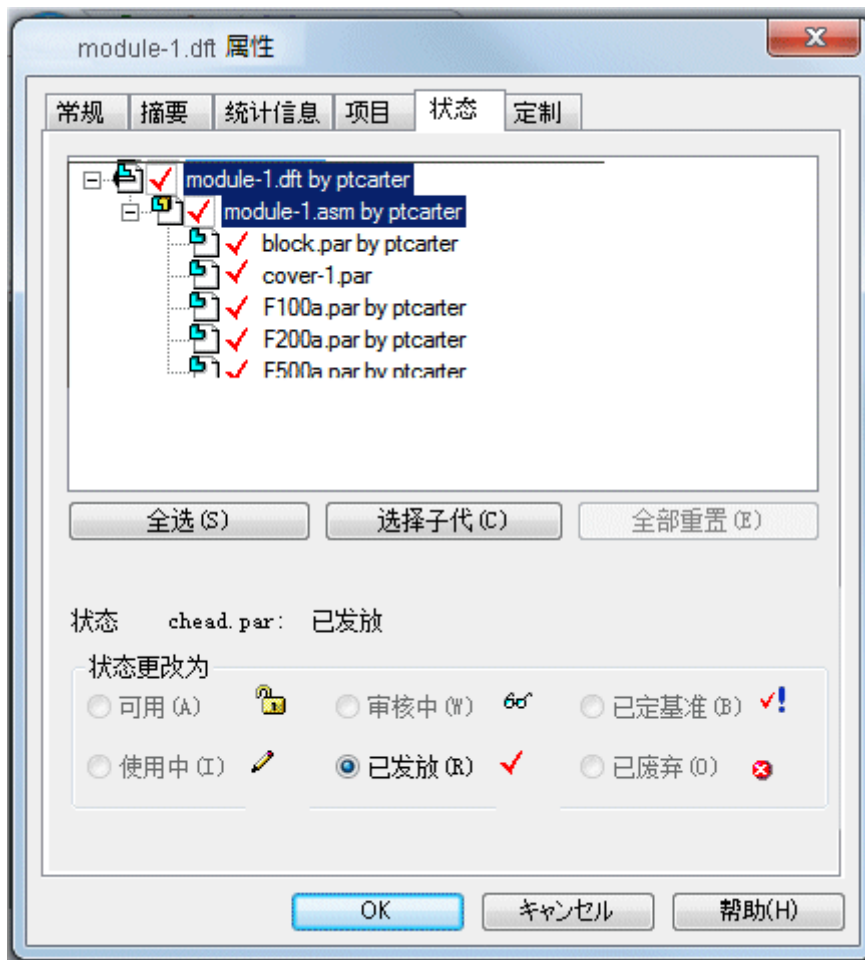 module-1.dft 属性
常规 摘要 统计信息 项目 状态 定制
module-1.dft by ptcarter
module-1.asm by ptcarter
block.par by ptcarter
cover-1.par
F100a.par by ptcarter
F200a.par by ptcarter
F500a.par by ptcarter
全选(S) 选择子代(C) 全部重置(E)
状态 chead.par: 已发放
状态更改为
可用(A) 审核中(W) 已定基准(B)
使用中(I) 已发放(R) 已废弃(O)
OK キャンセル 帮助(H)